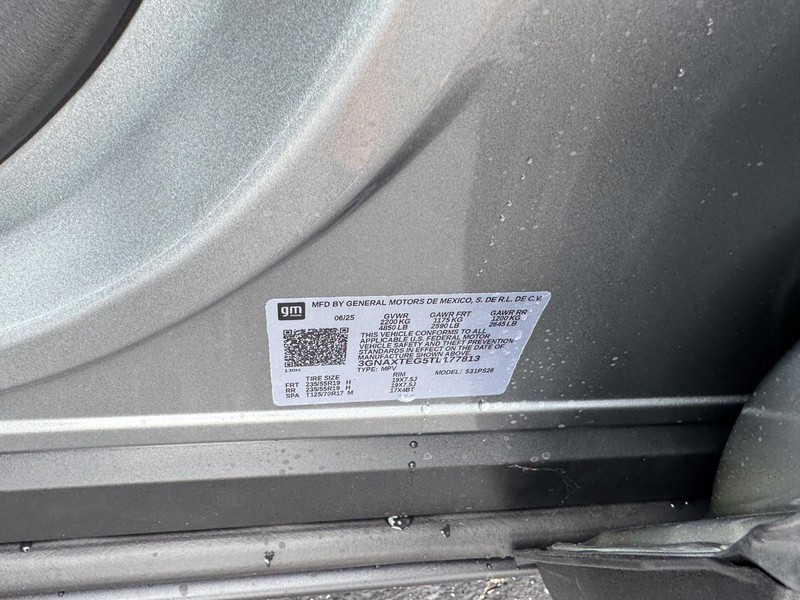 gm MFD BY GENERAL MOTORS DE MEXICO, S. DE R.L. DE C.V.
06/25 GVWR GAWR FRT GAWR RR
2200 KG 1175 KG 1200 KG
4850 LB 2590 LB 2645 LB
THIS VEHICLE CONFORMS TO ALL
APPLICABLE U.S. FEDERAL MOTOR
VEHICLE SAFETY AND THEFT PREVENTION
STANDARDS IN EFFECT ON THE DATE OF
MANUFACTURE SHOWN ABOVE.
3GNAXTEG5TL177813
TYPE: MPV MODEL: 531PS26
TIRE SIZE RIM
FRT 235/55R19 H 19X7.5J
RR 235/55R19 H 19X7.5J
SPA T125/70R17 M 17X4BT